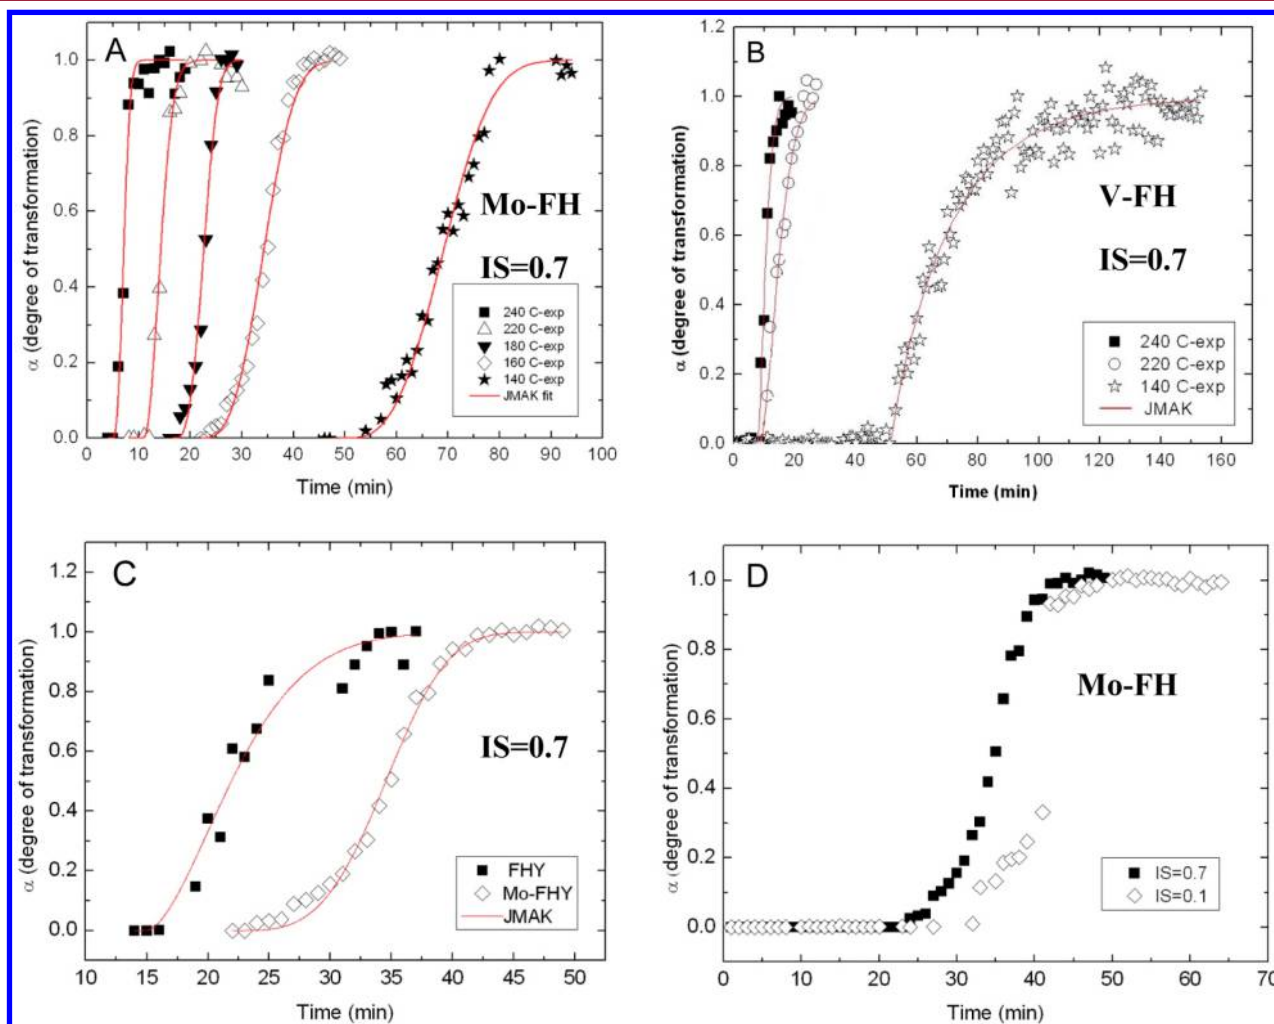 A
1.0
0.8
0.6
0.4
0.2
0.0
α (degree of transformation)
Mo-FH
IS=0.7
240 C-exp
220 C-exp
180 C-exp
160 C-exp
140 C-exp
JMAK fit
0 10 20 30 40 50 60 70 80 90 100
Time (min)
B
1.2
1.0
0.8
0.6
0.4
0.2
0.0
α (degree of transformation)
V-FH
IS=0.7
240 C-exp
220 C-exp
140 C-exp
JMAK
0 20 40 60 80 100 120 140 160
Time (min)
C
1.2
1.0
0.8
0.6
0.4
0.2
0.0
α (degree of transformation)
IS=0.7
FHY
Mo-FHY
JMAK
10 15 20 25 30 35 40 45 50
Time (min)
D
1.0
0.8
0.6
0.4
0.2
0.0
α (degree of transformation)
Mo-FH
IS=0.7
IS=0.1
0 10 20 30 40 50 60 70
Time (min)